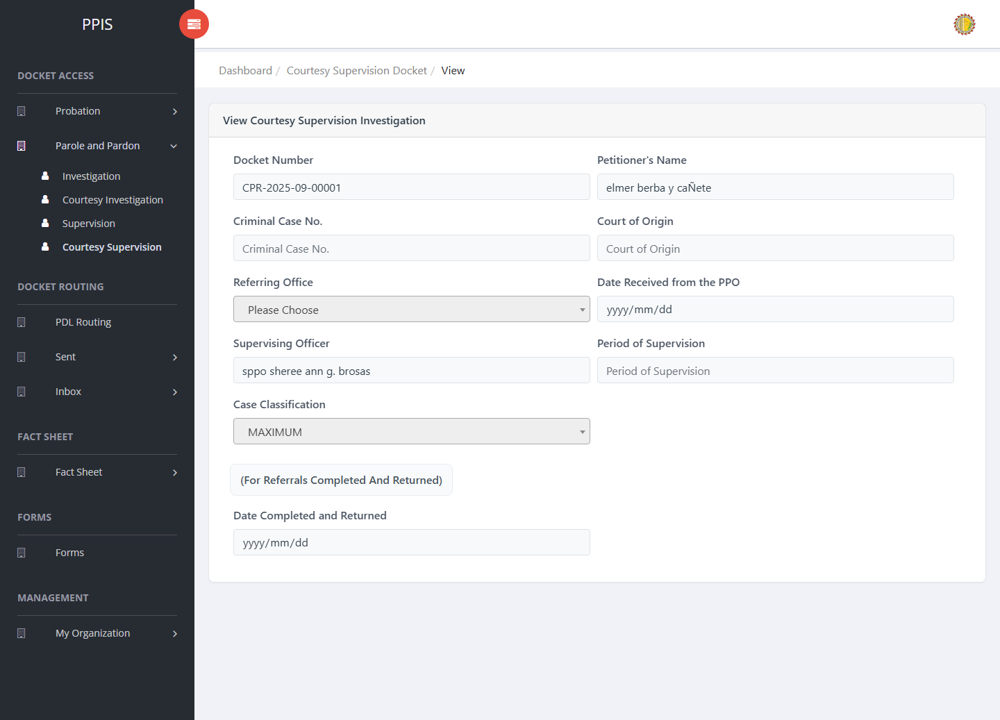 PPIS
DOCKET ACCESS
Probation
Parole and Pardon
Investigation
Courtesy Investigation
Supervision
Courtesy Supervision
DOCKET ROUTING
PDL Routing
Sent
Inbox
FACT SHEET
Fact Sheet
FORMS
Forms
MANAGEMENT
My Organization
Dashboard / Courtesy Supervision Docket / View
View Courtesy Supervision Investigation
Docket Number
CPR-2025-09-00001
Petitioner's Name
elmer berba y caÑete
Criminal Case No.
Criminal Case No.
Court of Origin
Court of Origin
Referring Office
Please Choose
Date Received from the PPO
yyyy/mm/dd
Supervising Officer
sppo sheree ann g. brosas
Period of Supervision
Period of Supervision
Case Classification
MAXIMUM
(For Referrals Completed And Returned)
Date Completed and Returned
yyyy/mm/dd